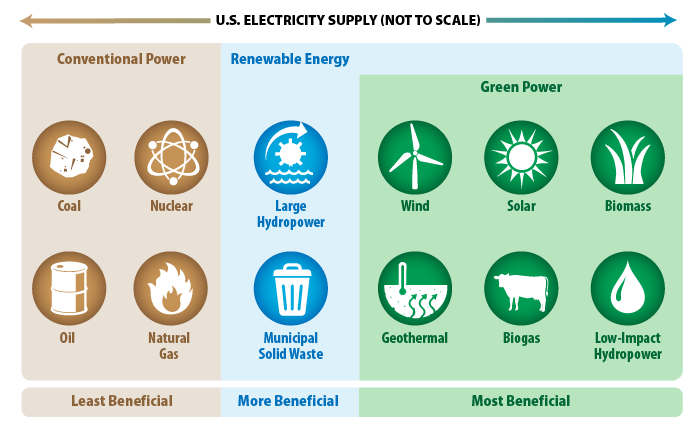 U.S. ELECTRICITY SUPPLY (NOT TO SCALE)
Conventional Power
Renewable Energy
Green Power
Coal
Nuclear
Large
Hydropower
Wind
Solar
Biomass
Oil
Natural
Gas
Municipal
Solid Waste
Geothermal
Biogas
Low-Impact
Hydropower
Least Beneficial
More Beneficial
Most Beneficial